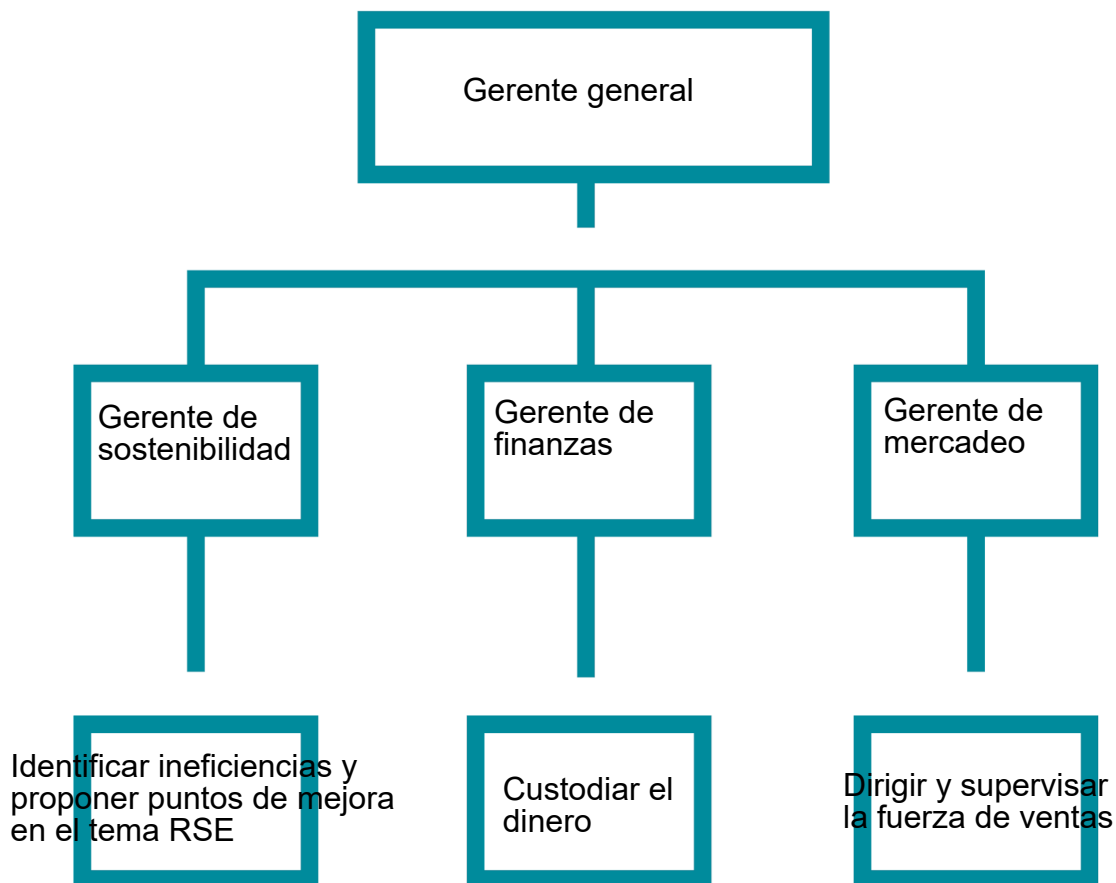 Gerente general
Gerente de
sostenibilidad
Gerente de
finanzas
Gerente de
mercadeo
Identificar ineficiencias y
proponer puntos de mejora
en el tema RSE
Custodiar el
dinero
Dirigir y supervisar
la fuerza de ventas